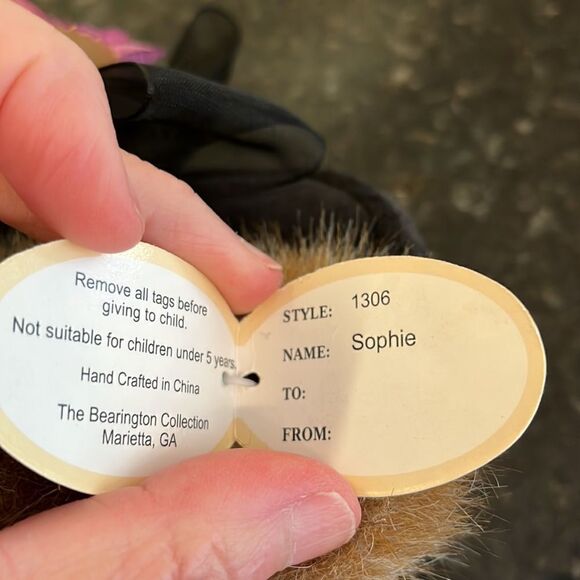 Remove all tags before
giving to child.
Not suitable for children under 5 years.
Hand Crafted in China
The Bearington Collection
Marietta, GA
STYLE: 1306
NAME: Sophie
TO:
FROM: